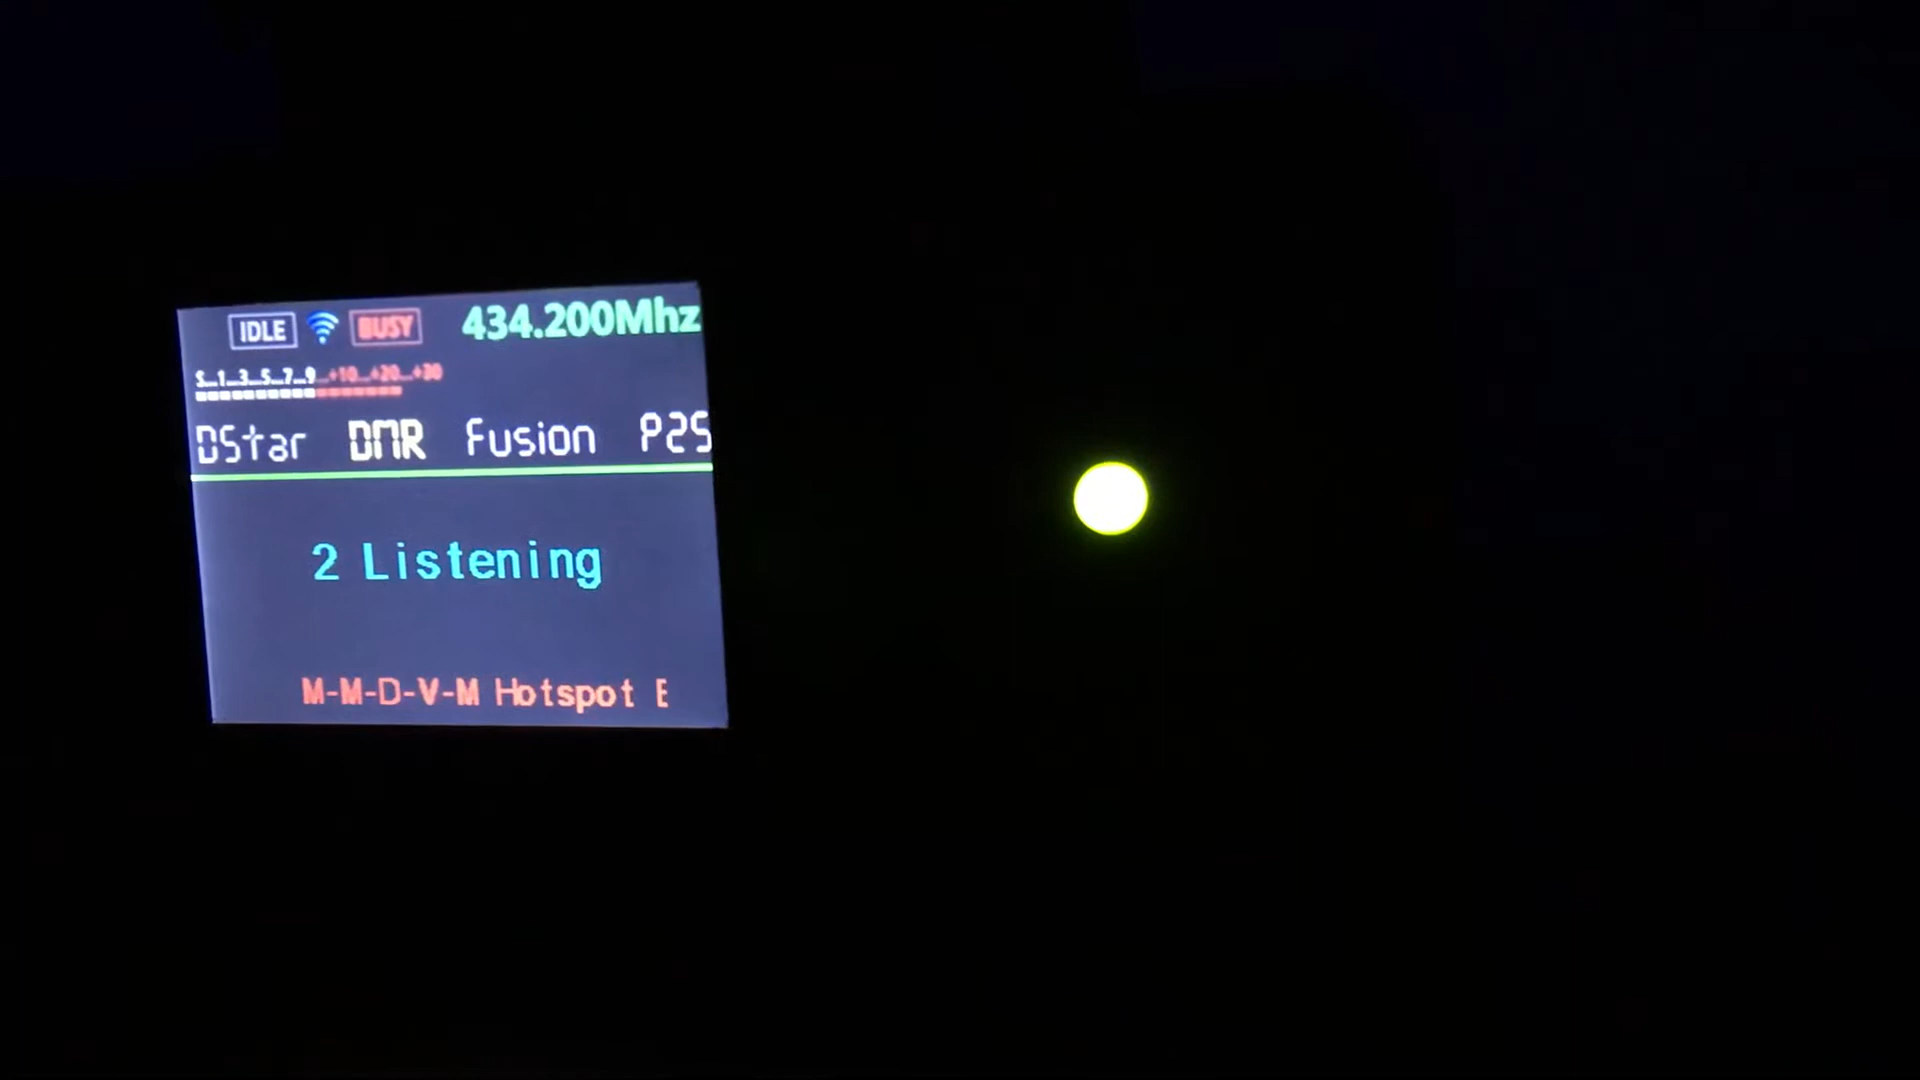 IDLE BUSY 434.200Mhz
S...1...3...5...7...9...+10...+20...+30
DStar DMR Fusion P25
2 Listening
M-M-D-V-M Hotspot E